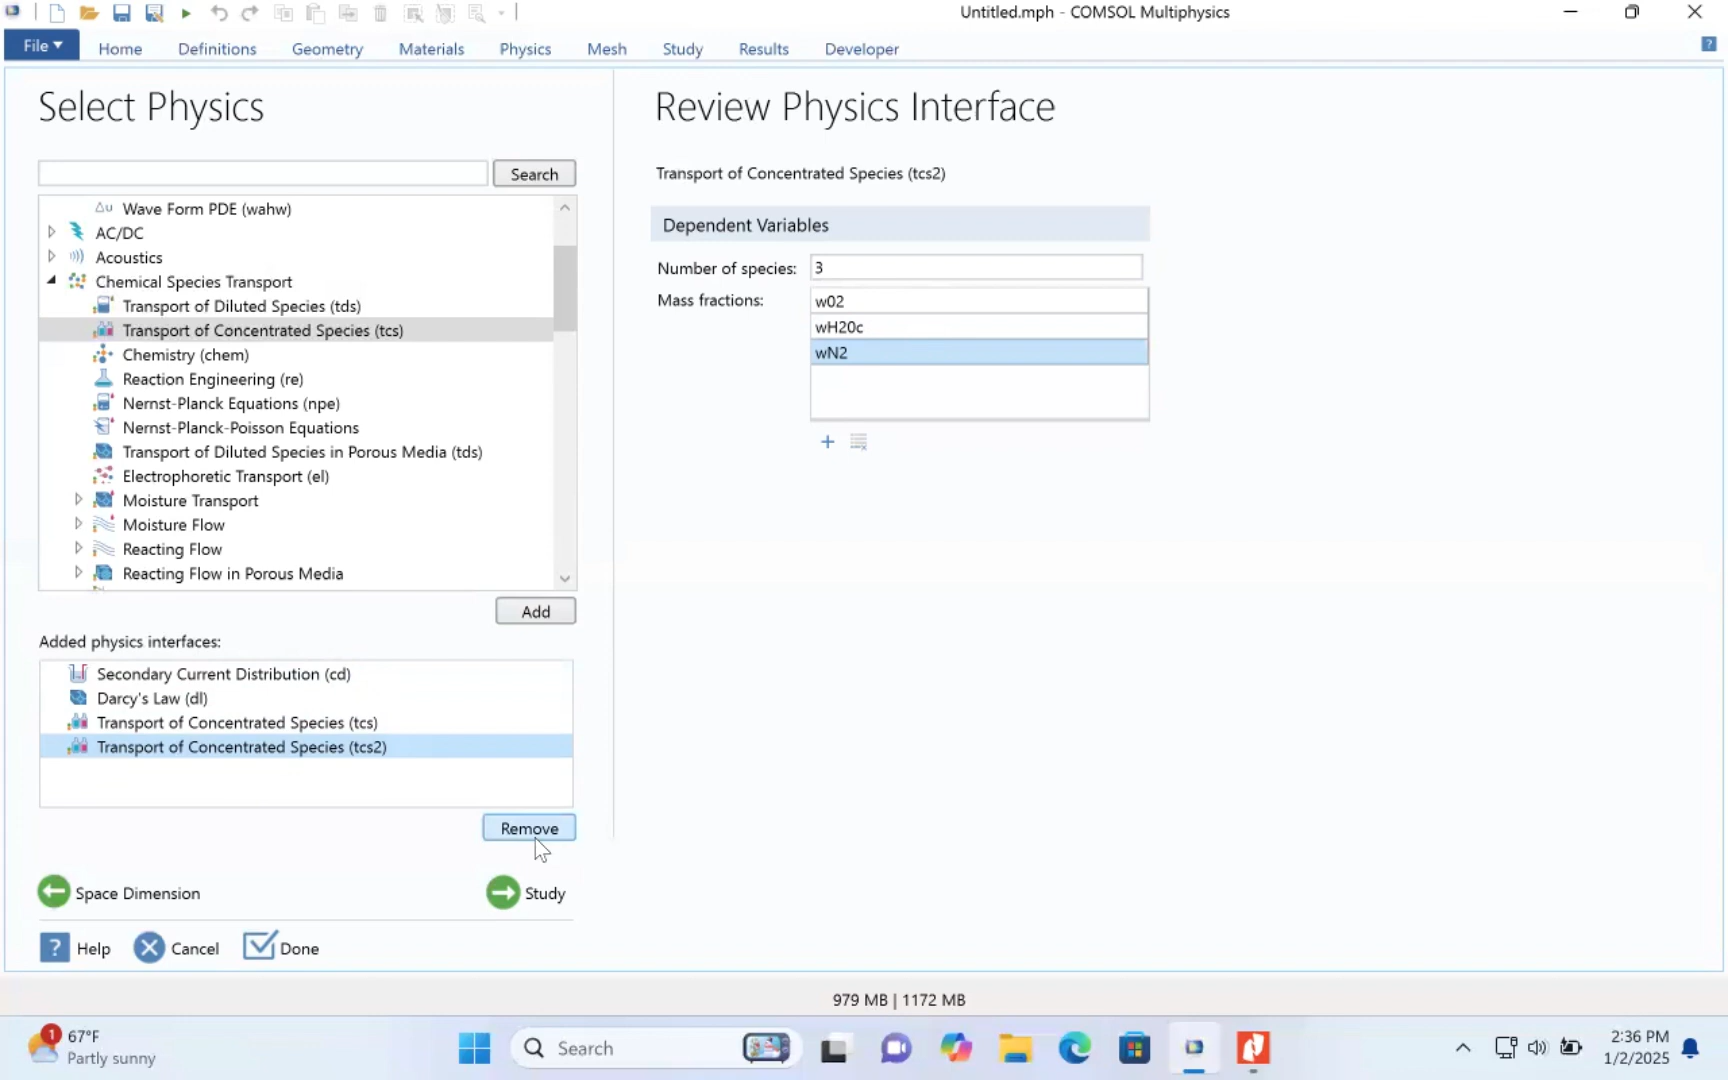 Untitled.mph - COMSOL Multiphysics
File Home Definitions Geometry Materials Physics Mesh Study Results Developer
Select Physics
Search
Δu Wave Form PDE (wahw)
AC/DC
Acoustics
Chemical Species Transport
Transport of Diluted Species (tds)
Transport of Concentrated Species (tcs)
Chemistry (chem)
Reaction Engineering (re)
Nernst-Planck Equations (npe)
Nernst-Planck-Poisson Equations
Transport of Diluted Species in Porous Media (tds)
Electrophoretic Transport (el)
Moisture Transport
Moisture Flow
Reacting Flow
Reacting Flow in Porous Media
Add
Added physics interfaces:
Secondary Current Distribution (cd)
Darcy's Law (dl)
Transport of Concentrated Species (tcs)
Transport of Concentrated Species (tcs2)
Remove
Space Dimension
Study
? Help
Cancel
Done
Review Physics Interface
Transport of Concentrated Species (tcs2)
Dependent Variables
Number of species: 3
Mass fractions: w02
wH20c
wN2
979 MB | 1172 MB
1
67°F
Partly sunny
Search
2:36 PM
1/2/2025